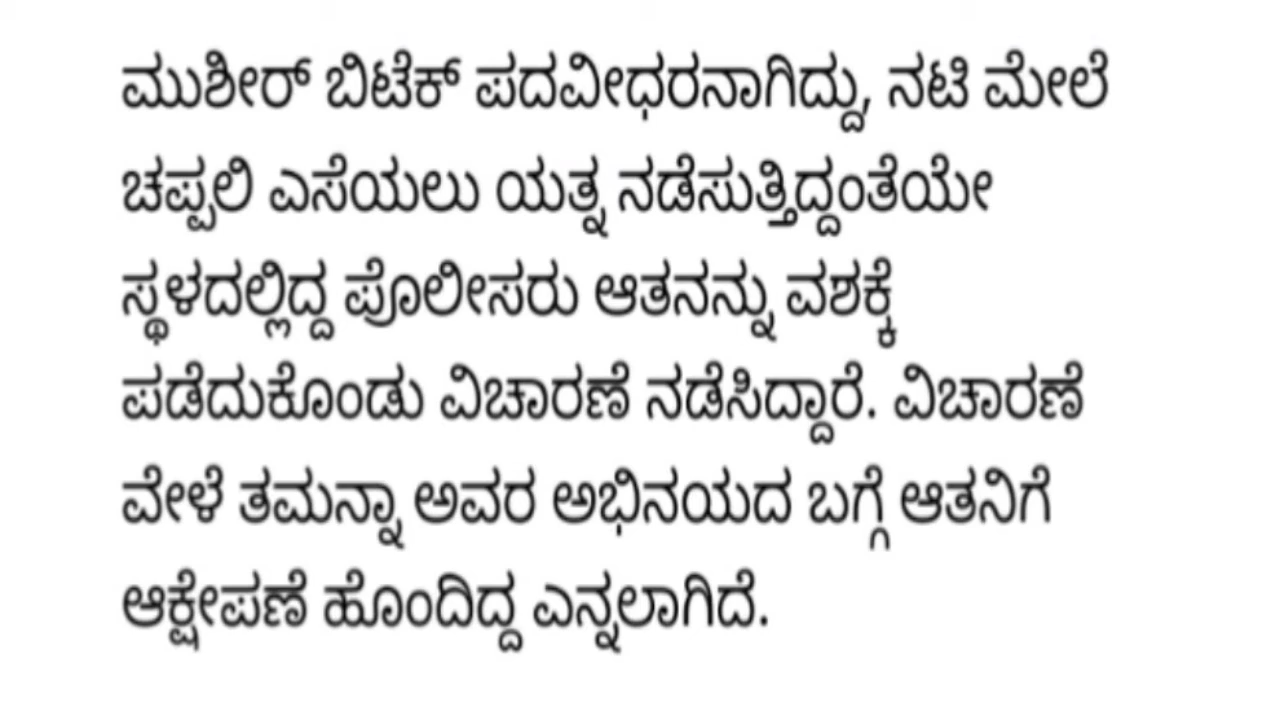 ಮುಶೀರ್ ಬಿಟೆಕ್ ಪದವೀಧರನಾಗಿದ್ದು, ನಟಿ ಮೇಲೆ
ಚಪ್ಪಲಿ ಎಸೆಯಲು ಯತ್ನ ನಡೆಸುತ್ತಿದ್ದಂತೆಯೇ
ಸ್ಥಳದಲ್ಲಿದ್ದ ಪೊಲೀಸರು ಆತನನ್ನು ವಶಕ್ಕೆ
ಪಡೆದುಕೊಂಡು ವಿಚಾರಣೆ ನಡೆಸಿದ್ದಾರೆ. ವಿಚಾರಣೆ
ವೇಳೆ ತಮನ್ನಾ ಅವರ ಅಭಿನಯದ ಬಗ್ಗೆ ಆತನಿಗೆ
ಆಕ್ಷೇಪಣೆ ಹೊಂದಿದ್ದ ಎನ್ನಲಾಗಿದೆ.